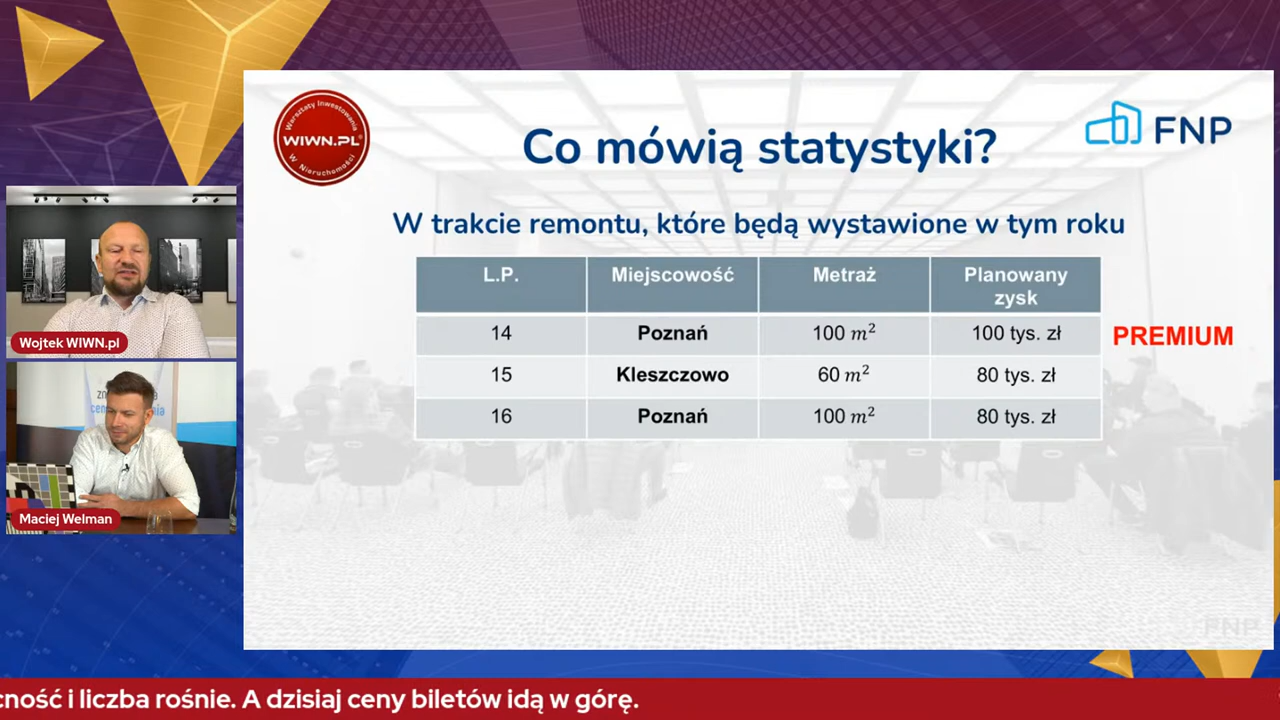 Warsztaty Inwestowania
WIWN.PL
W Nieruchomości
FNP
Co mówią statystyki?
W trakcie remontu, które będą wystawione w tym roku
L.P. Miejscowość Metraż Planowany zysk
14 Poznań 100 m² 100 tys. zł PREMIUM
15 Kleszczowo 60 m² 80 tys. zł
16 Poznań 100 m² 80 tys. zł
Wojtek WIWN.pl
Maciej Welman
FNP
cność i liczba rośnie. A dzisiaj ceny biletów idą w górę.